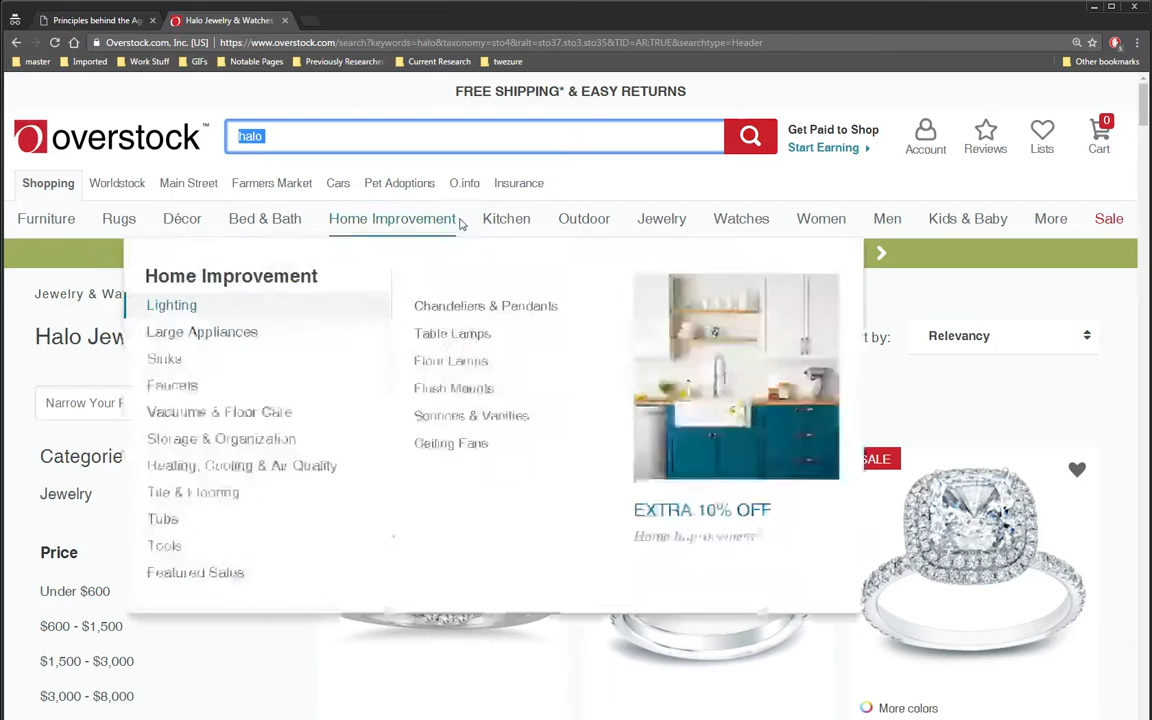 Principles behind the Ag
Halo Jewelry & Watches
Overstock.com, Inc. [US]
https://www.overstock.com/search?keywords=halo&taxonomy=sto4&ralt=sto37,sto3,sto35&TID=AR:TRUE&searchtype=Header
master Imported Work Stuff GIFs Notable Pages Previously Researche Current Research twezure Other bookmarks
FREE SHIPPING* & EASY RETURNS
overstock™
halo
Get Paid to Shop
Start Earning
Account Reviews Lists Cart
0
Shopping Worldstock Main Street Farmers Market Cars Pet Adoptions O.info Insurance
Furniture Rugs Décor Bed & Bath Home Improvement Kitchen Outdoor Jewelry Watches Women Men Kids & Baby More Sale
Jewelry & Wa
Halo Jew
t by: Relevancy
Narrow Your F
Categorie
Jewelry
Price
Under $600
$600 - $1,500
$1,500 - $3,000
$3,000 - $8,000
Home Improvement
Lighting
Large Appliances
Sinks
Faucets
Vacuums & Floor Care
Storage & Organization
Heating, Cooling & Air Quality
Tile & Flooring
Tubs
Tools
Featured Sales
Chandeliers & Pendants
Table Lamps
Floor Lamps
Flush Mounts
Sconces & Vanities
Ceiling Fans
EXTRA 10% OFF
Home Improvement*
SALE
More colors